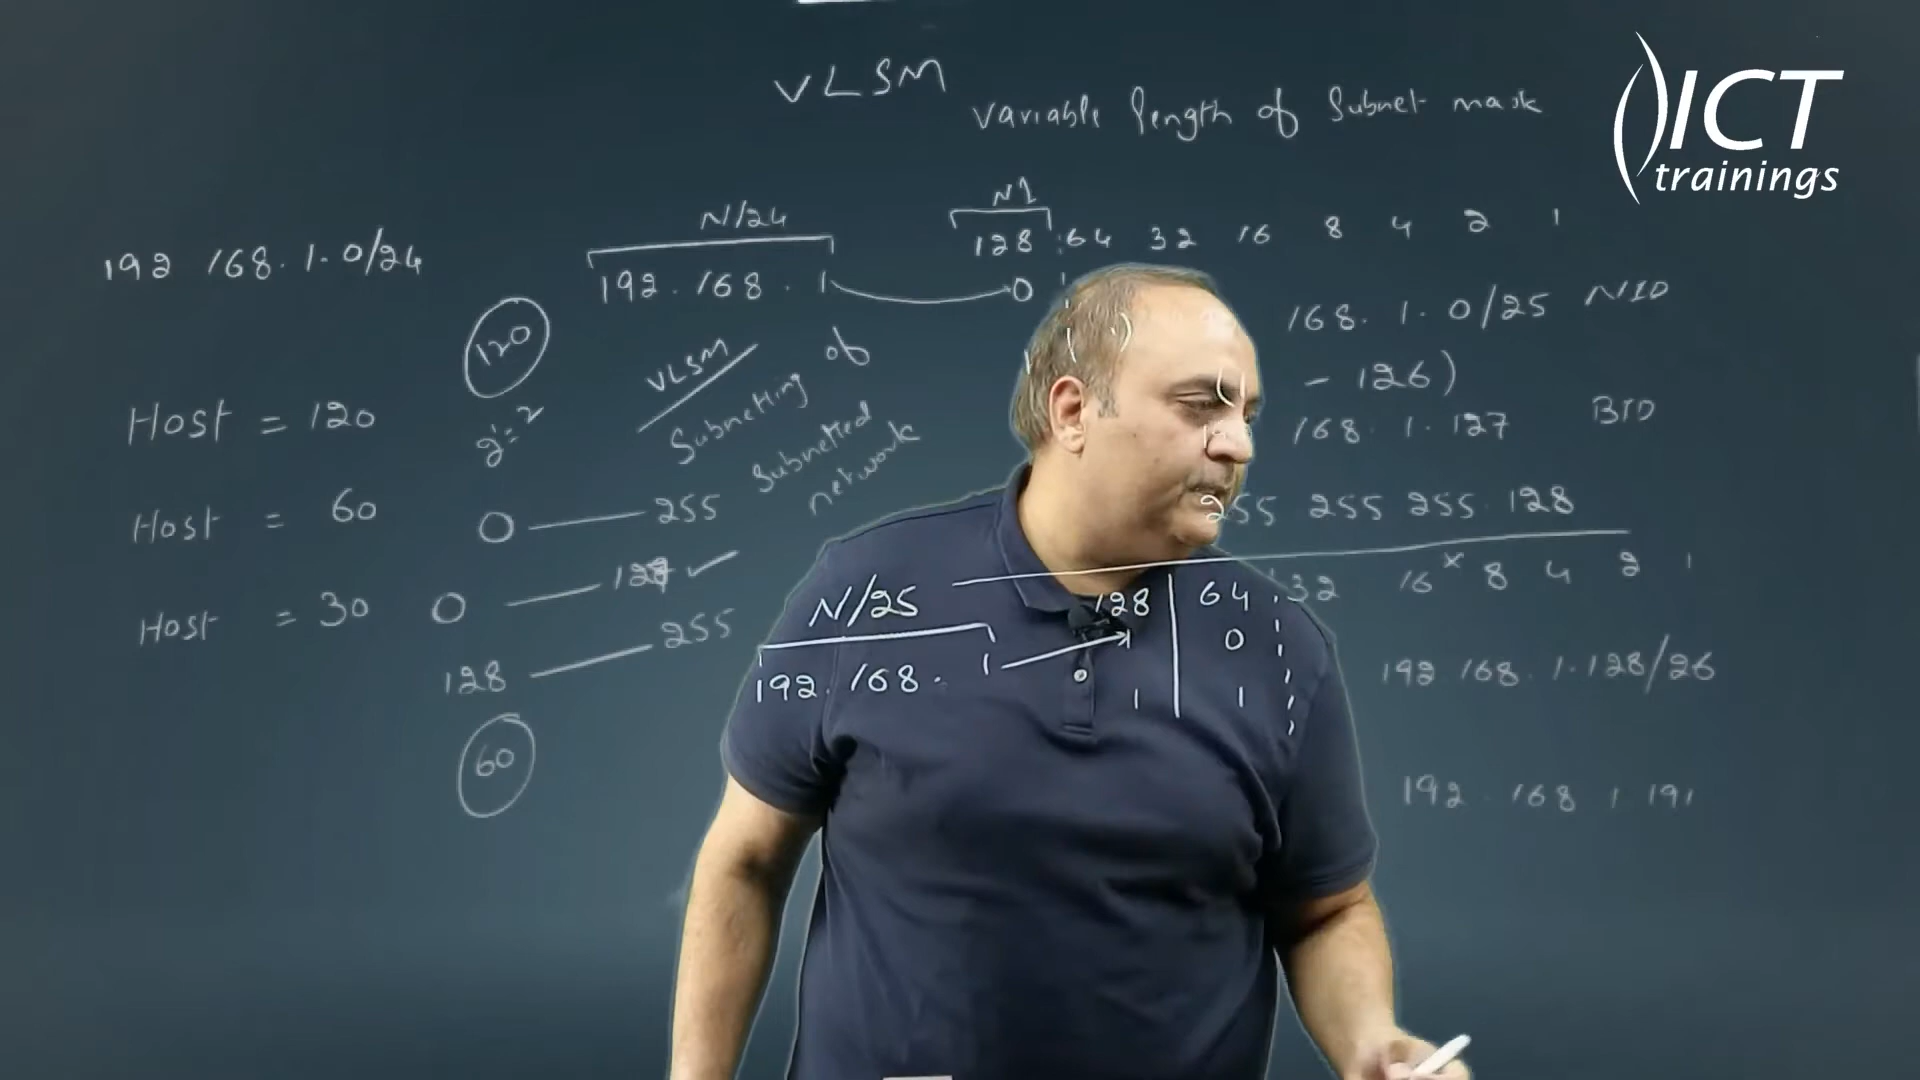 VLSM
variable length of Subnet mask
ICT
trainings
192 168. 1. 0/24
N/24
192. 168. 1
N1
128 64 32 16 8 4 2 1
0
168. 1. 0/25 NID
- 126)
168. 1. 127 BID
255 255 255. 128
120
VLSM
Subnetting of
Subnetted
network
Host = 120
Host = 60
Host = 30
0 — 255
0 — 127
128 — 255
60
N/25
192. 168. 1
128 64 32 16 8 4 2 1
1 0
1 1
192 168. 1. 128/26
192. 168 1. 191